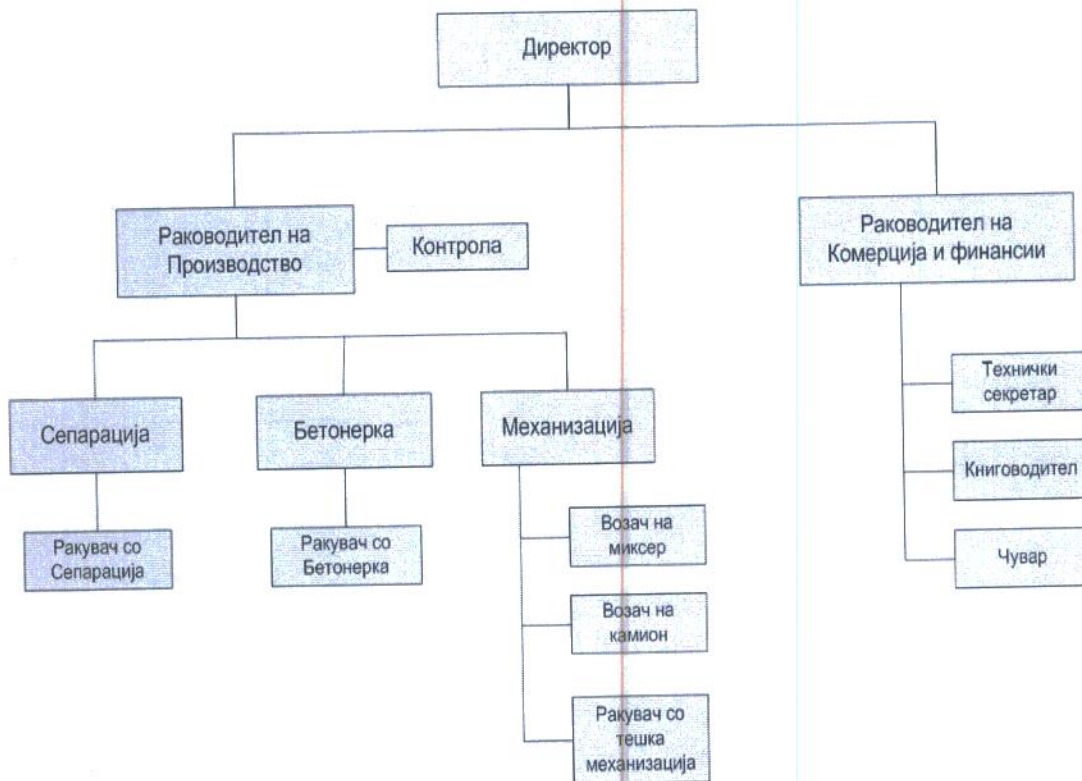 Директор
Раководител на
Производство
Контрола
Раководител на
Комерција и финансии
Сепарација
Бетонерка
Механизација
Ракувач со
Сепарација
Ракувач со
Бетонерка
Возач на
миксер
Возач на
камион
Ракувач со
тешка
механизација
Технички
секретар
Книговодител
Чувар